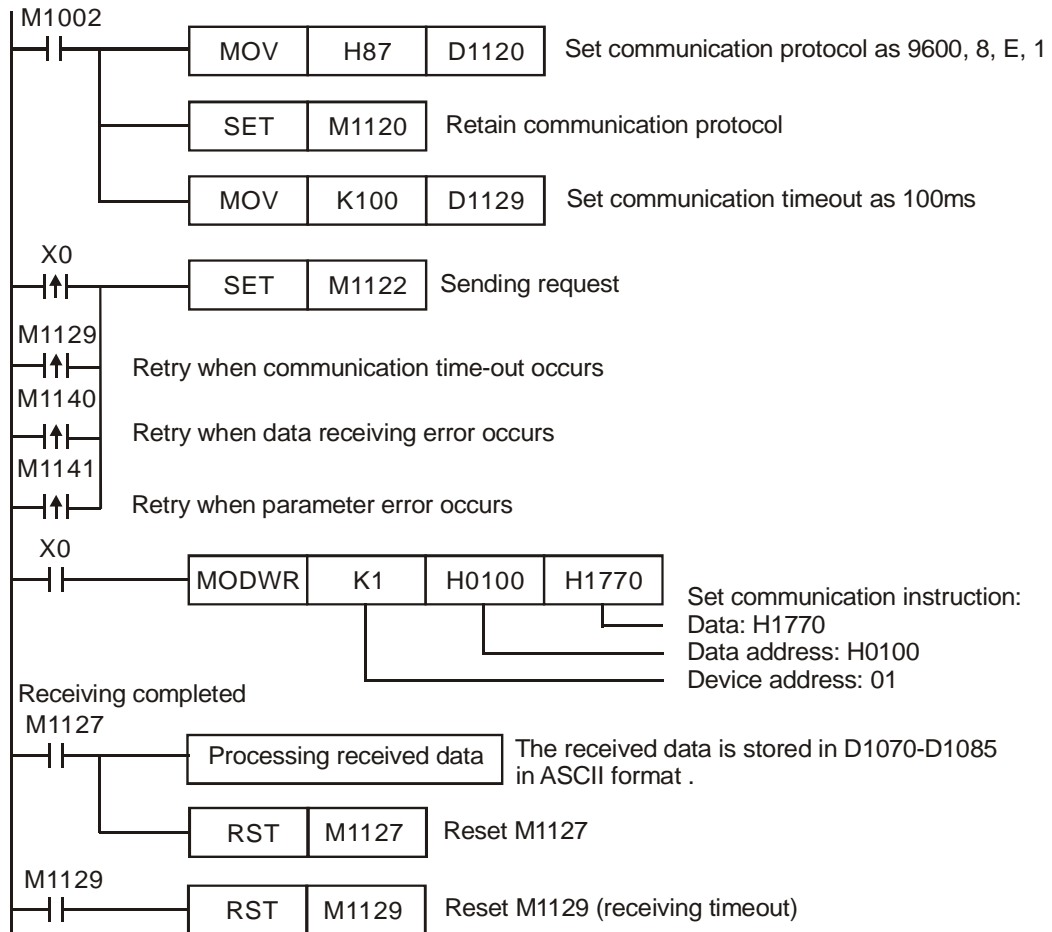 M1002
MOV H87 D1120 Set communication protocol as 9600, 8, E, 1
SET M1120 Retain communication protocol
MOV K100 D1129 Set communication timeout as 100ms
X0
SET M1122 Sending request
M1129
Retry when communication time-out occurs
M1140
Retry when data receiving error occurs
M1141
Retry when parameter error occurs
X0
MODWR K1 H0100 H1770
Set communication instruction:
Data: H1770
Data address: H0100
Device address: 01
Receiving completed
M1127
Processing received data
The received data is stored in D1070-D1085
in ASCII format .
RST M1127 Reset M1127
M1129
RST M1129 Reset M1129 (receiving timeout)